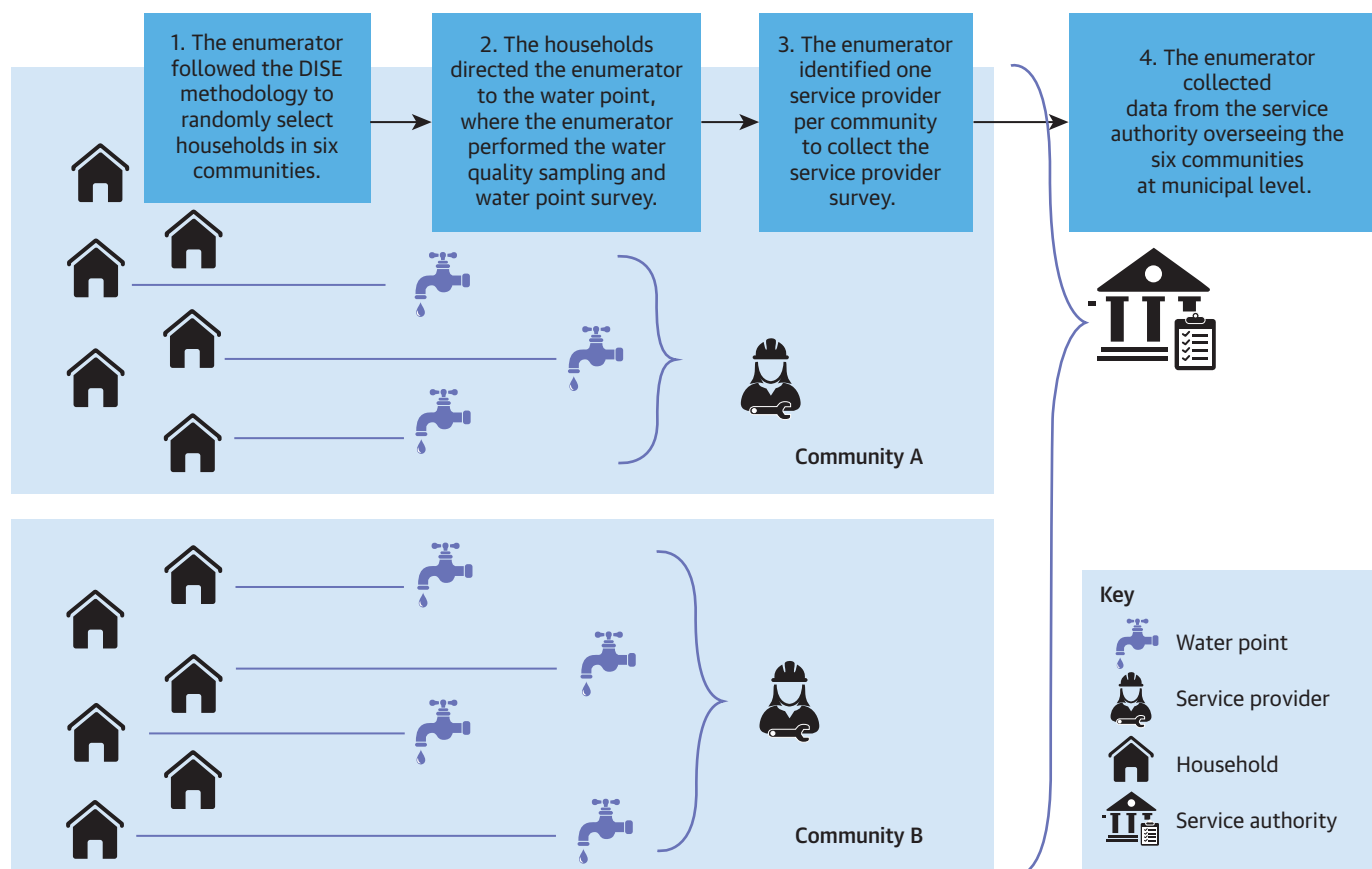 1. The enumerator
followed the DISE
methodology to
randomly select
households in six
communities.
2. The households
directed the enumerator
to the water point,
where the enumerator
performed the water
quality sampling and
water point survey.
3. The enumerator
identified one
service provider
per community
to collect the
service provider
survey.
4. The enumerator
collected
data from the service
authority overseeing the
six communities
at municipal level.
Community A
Community B
Key
Water point
Service provider
Household
Service authority